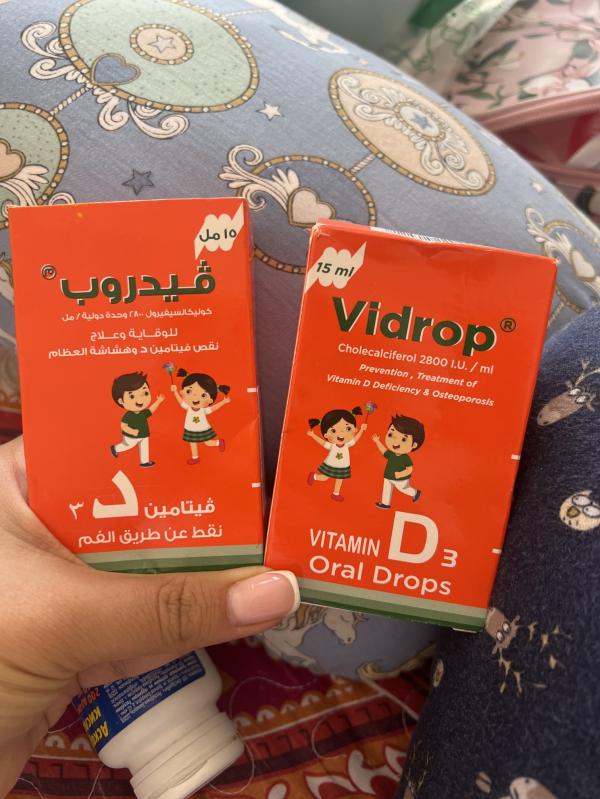 ١٥ مل
ڤيدروب®
كوليكالسيفيرول ٢٨٠٠ وحدة دولية / مل
للوقاية وعلاج
نقص فيتامين د وهشاشة العظام
ڤيتامين د ٣
نقط عن طريق الفم
15 ml
Vidrop®
Cholecalciferol 2800 I.U. / ml
Prevention , Treatment of
Vitamin D Deficiency & Osteoporosis
VITAMIN D3
Oral Drops